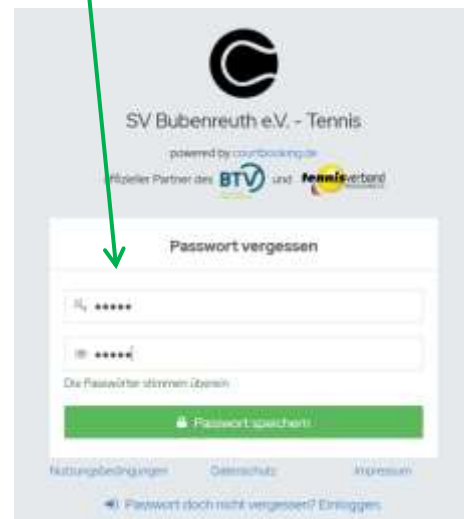 SV Bubenreuth e.V. - Tennis
powered by courtbooking.de
offizieller Partner des BTV und tennisverband
Passwort vergessen
•••••
•••••
Die Passwörter stimmen überein
Passwort speichern
Nutzungsbedingungen Datenschutz Impressum
Passwort doch nicht vergessen? Einloggen